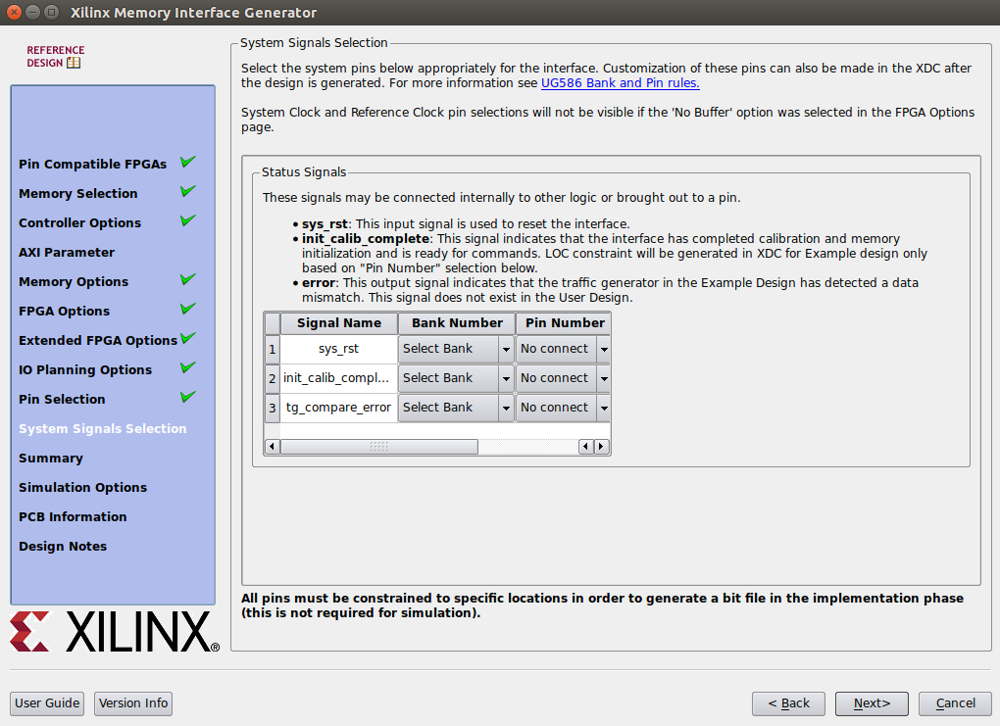 Xilinx Memory Interface Generator
REFERENCE
DESIGN
Pin Compatible FPGAs
Memory Selection
Controller Options
AXI Parameter
Memory Options
FPGA Options
Extended FPGA Options
IO Planning Options
Pin Selection
System Signals Selection
Summary
Simulation Options
PCB Information
Design Notes
XILINX®
System Signals Selection
Select the system pins below appropriately for the interface. Customization of these pins can also be made in the XDC after
the design is generated. For more information see UG586 Bank and Pin rules.
System Clock and Reference Clock pin selections will not be visible if the 'No Buffer' option was selected in the FPGA Options
page.
Status Signals
These signals may be connected internally to other logic or brought out to a pin.
• sys_rst: This input signal is used to reset the interface.
• init_calib_complete: This signal indicates that the interface has completed calibration and memory
initialization and is ready for commands. LOC constraint will be generated in XDC for Example design only
based on "Pin Number" selection below.
• error: This output signal indicates that the traffic generator in the Example Design has detected a data
mismatch. This signal does not exist in the User Design.
Signal Name Bank Number Pin Number
1 sys_rst Select Bank No connect
2 init_calib_compl... Select Bank No connect
3 tg_compare_error Select Bank No connect
All pins must be constrained to specific locations in order to generate a bit file in the implementation phase
(this is not required for simulation).
User Guide Version Info < Back Next> Cancel